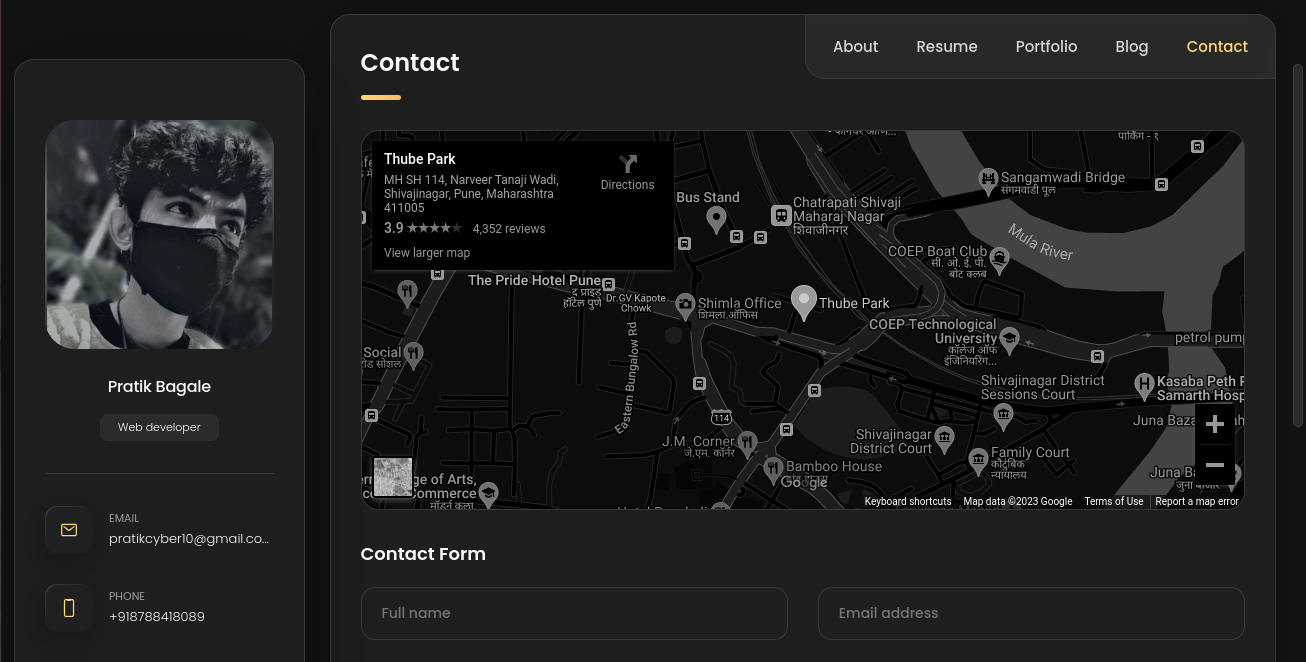 About
Resume
Portfolio
Blog
Contact
Contact
Pratik Bagale
Web developer
EMAIL
pratikcyber10@gmail.co...
PHONE
+918788418089
Thube Park
MH SH 114, Narveer Tanaji Wadi,
Shivajinagar, Pune, Maharashtra
411005
Directions
3.9
4,352 reviews
View larger map
पार्किंग - १
Sangamwadi Bridge
संगमवाडी पूल
Bus Stand
Chatrapati Shivaji
Maharaj Nagar
शिवाजीनगर
Mula River
COEP Boat Club
सी. ओ. ई. पी.
बोट क्लब
The Pride Hotel Pune
द प्राइड
हॉटेल पुणे
Dr.GV Kapote
Chowk
Shimla Office
शिमला ऑफिस
Thube Park
COEP Technological
University
कॉलेज ऑफ
इंजिनियरिंग...
petrol pump
Social
रोड सोशल
Eastern Bungalow Rd
Shivajinagar District
Sessions Court
Kasaba Peth
Samarth Hosp
114
J.M. Corner
जे.एम. कॉर्नर
Shivajinagar
District Court
Family Court
कौटुंबिक
न्यायालय
Juna Baza
Bamboo House
Google
ge of Arts,
Commerce
मॉडर्न कला,
Juna Ba
जुना बाजार
Keyboard shortcuts
Map data ©2023 Google
Terms of Use
Report a map error
Contact Form
Full name
Email address